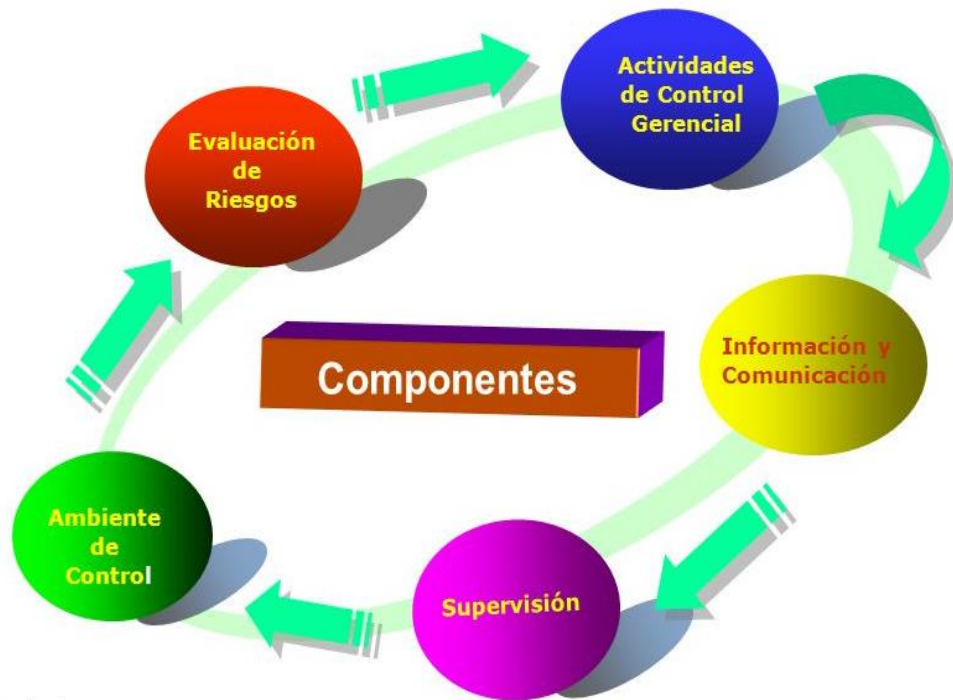 Actividades
de Control
Gerencial
Evaluación
de
Riesgos
Información y
Comunicación
Componentes
Ambiente
de
Control
Supervisión